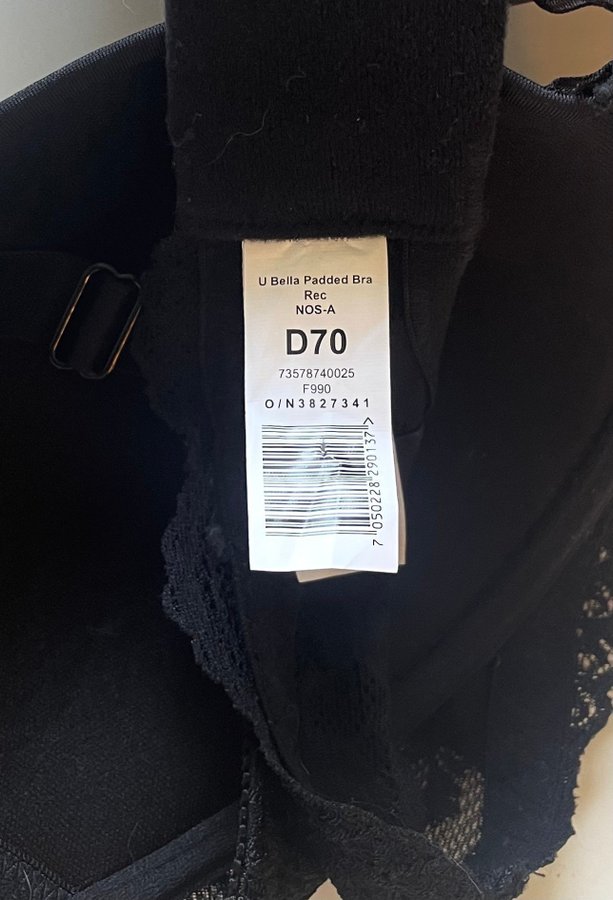 U Bella Padded Bra
Rec
NOS-A
D70
73578740025
F990
O/N3827341
7 050228 290137 >